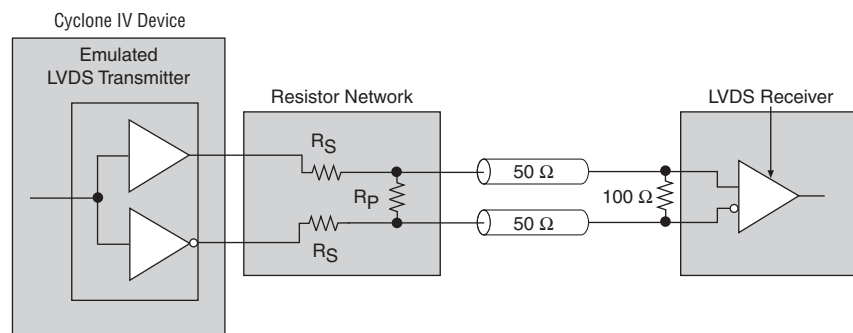 Cyclone IV Device
Emulated
LVDS Transmitter
Resistor Network
LVDS Receiver
RS
RP
RS
50 Ω
50 Ω
100 Ω